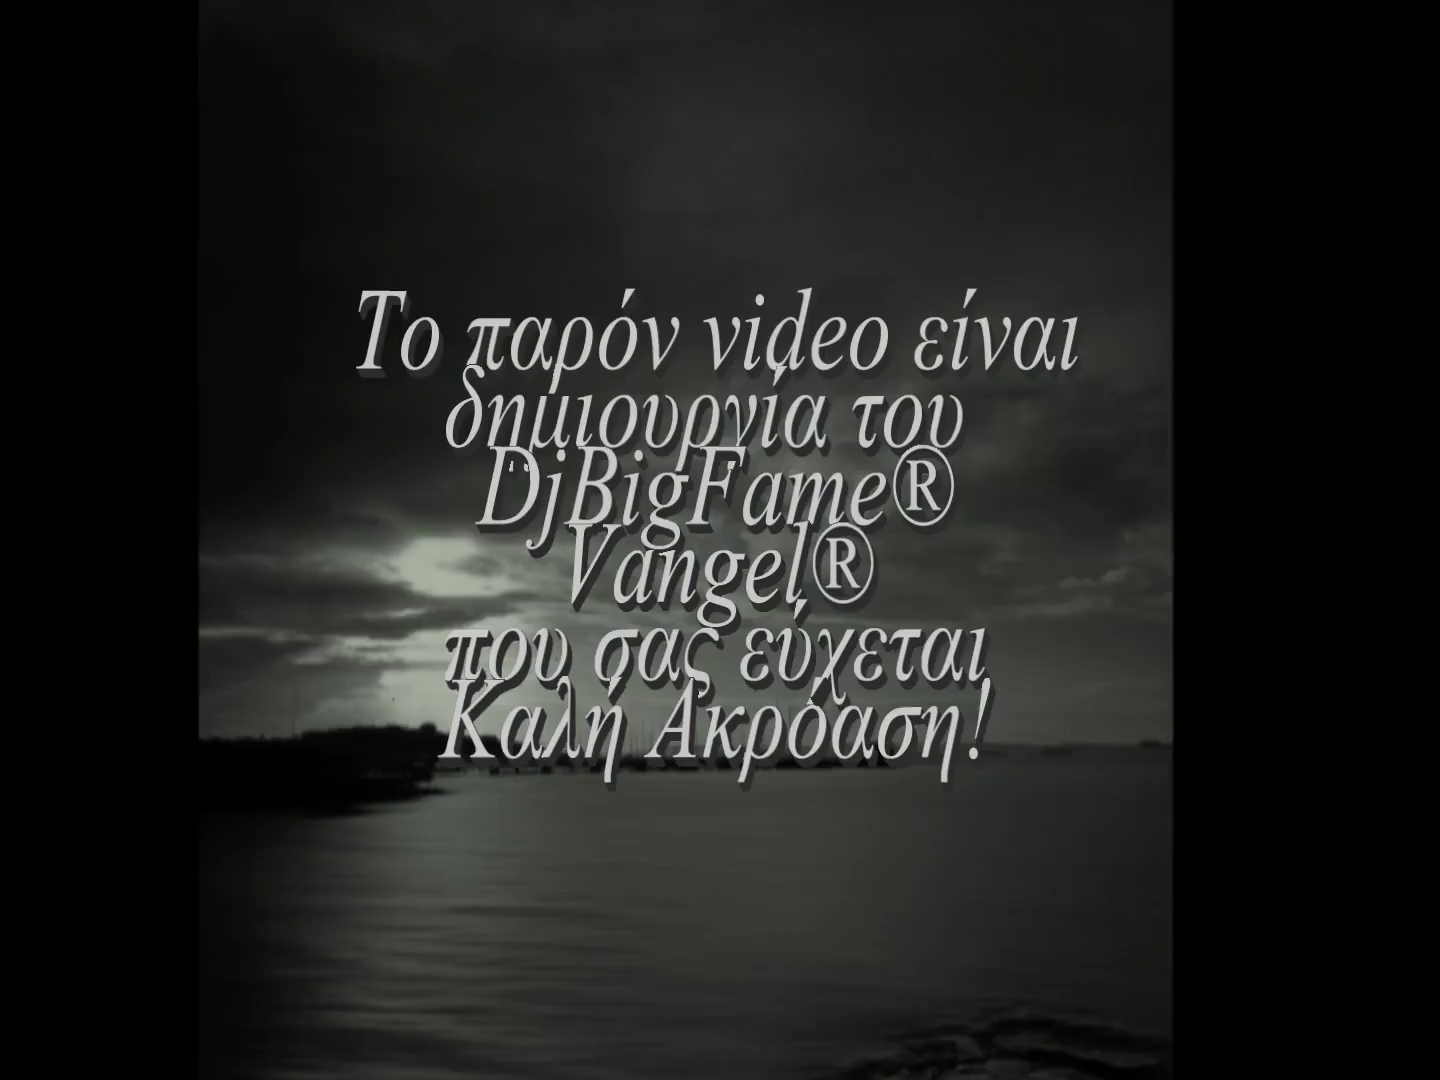 Το παρόν video είναι
δημιουργία του
DjBigFame®
Vangel®
που σας εύχεται
Καλή Ακρόαση!